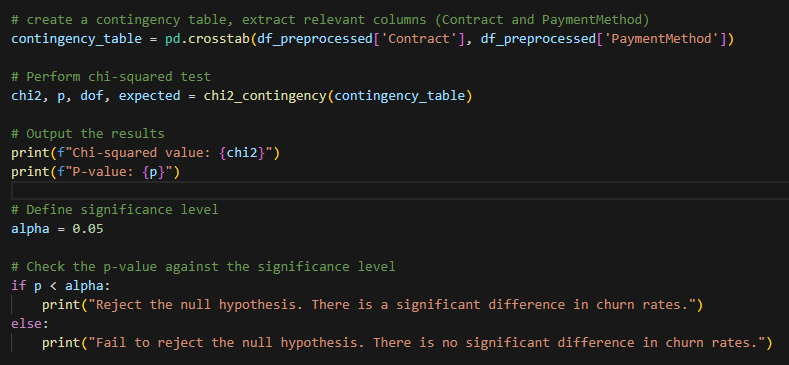 # create a contingency table, extract relevant columns (Contract and PaymentMethod)
contingency_table = pd.crosstab(df_preprocessed['Contract'], df_preprocessed['PaymentMethod'])
# Perform chi-squared test
chi2, p, dof, expected = chi2_contingency(contingency_table)
# Output the results
print(f"Chi-squared value: {chi2}")
print(f"P-value: {p}")
# Define significance level
alpha = 0.05
# Check the p-value against the significance level
if p < alpha:
    print("Reject the null hypothesis. There is a significant difference in churn rates.")
else:
    print("Fail to reject the null hypothesis. There is no significant difference in churn rates.")